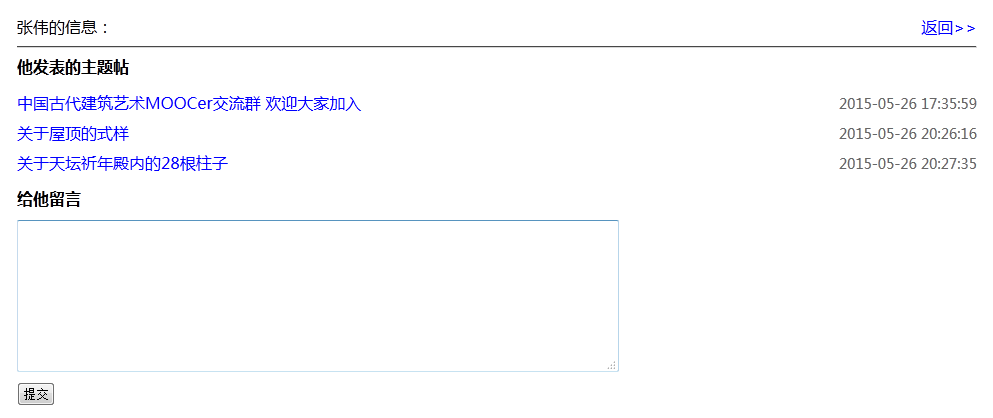 张伟的信息： 返回>>
他发表的主题帖
中国古代建筑艺术MOOCer交流群 欢迎大家加入 2015-05-26 17:35:59
关于屋顶的式样 2015-05-26 20:26:16
关于天坛祈年殿内的28根柱子 2015-05-26 20:27:35
给他留言
提交